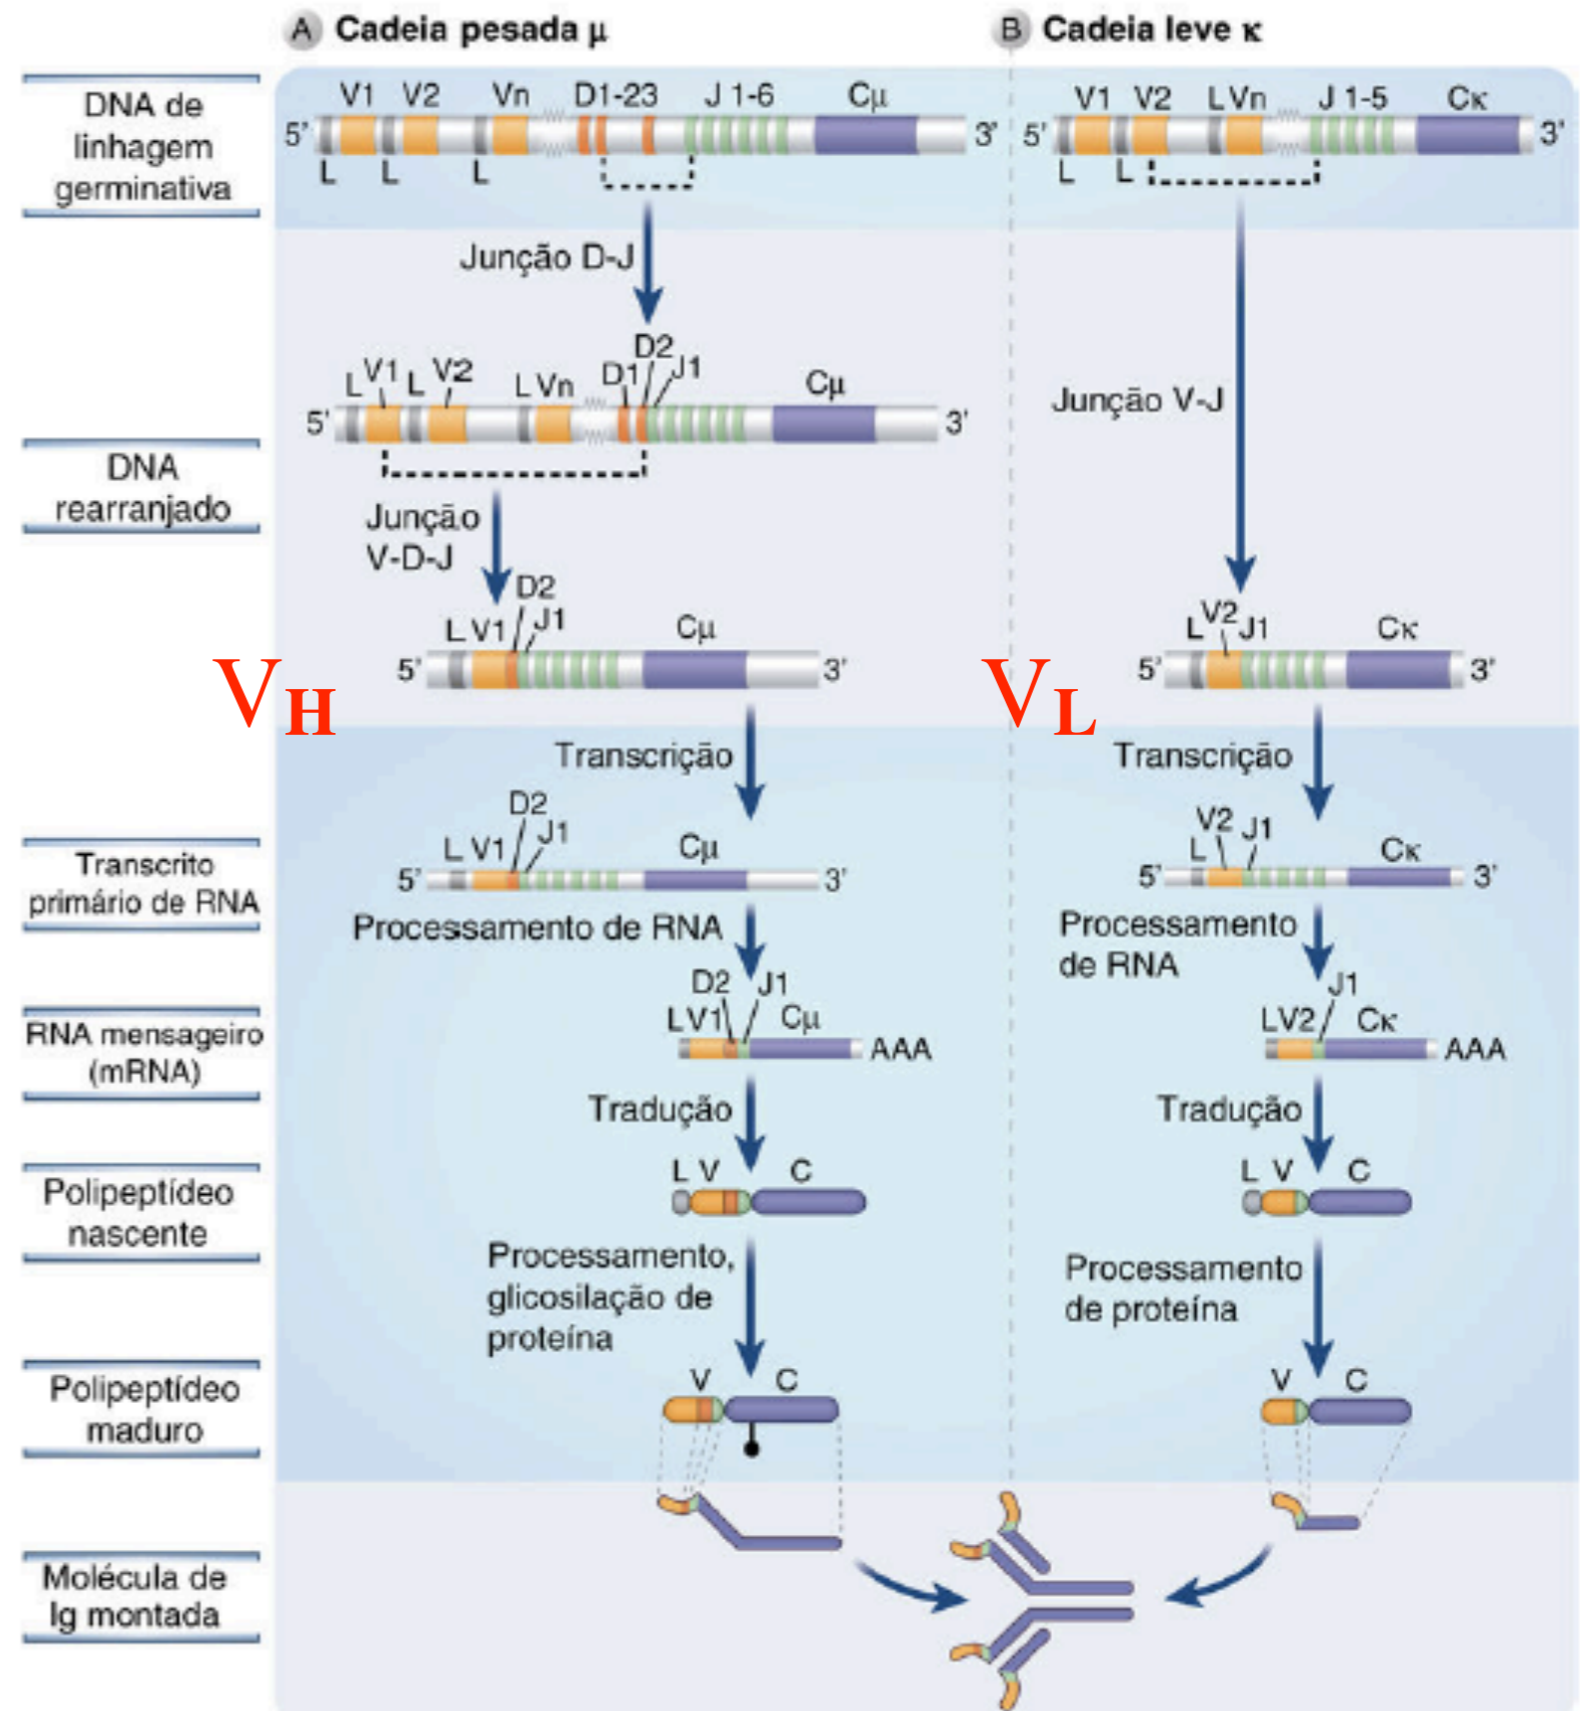 A Cadeia pesada μ
B Cadeia leve κ
DNA de
linhagem
germinativa
V1 V2 Vn D1-23 J 1-6 Cμ
5' 3'
L L L
V1 V2 L Vn J 1-5 Cκ
5' 3'
L L
Junção D-J
D2
L V1 L V2 L Vn D1 J1 Cμ
5' 3'
Junção V-J
DNA
rearranjado
Junção
V-D-J
D2
L V1 J1 Cμ
5' 3'
V2
L J1 Cκ
5' 3'
VH
VL
Transcrição
Transcrição
Transcrito
primário de RNA
D2
L V1 J1 Cμ
5' 3'
V2 J1
L Cκ
5' 3'
Processamento de RNA
Processamento
de RNA
RNA mensageiro
(mRNA)
D2 J1
L V1 Cμ
AAA
J1
L V2 Cκ
AAA
Tradução
Tradução
Polipeptídeo
nascente
L V C
L V C
Processamento,
glicosilação de
proteína
Processamento
de proteína
Polipeptídeo
maduro
V C
V C
Molécula de
Ig montada